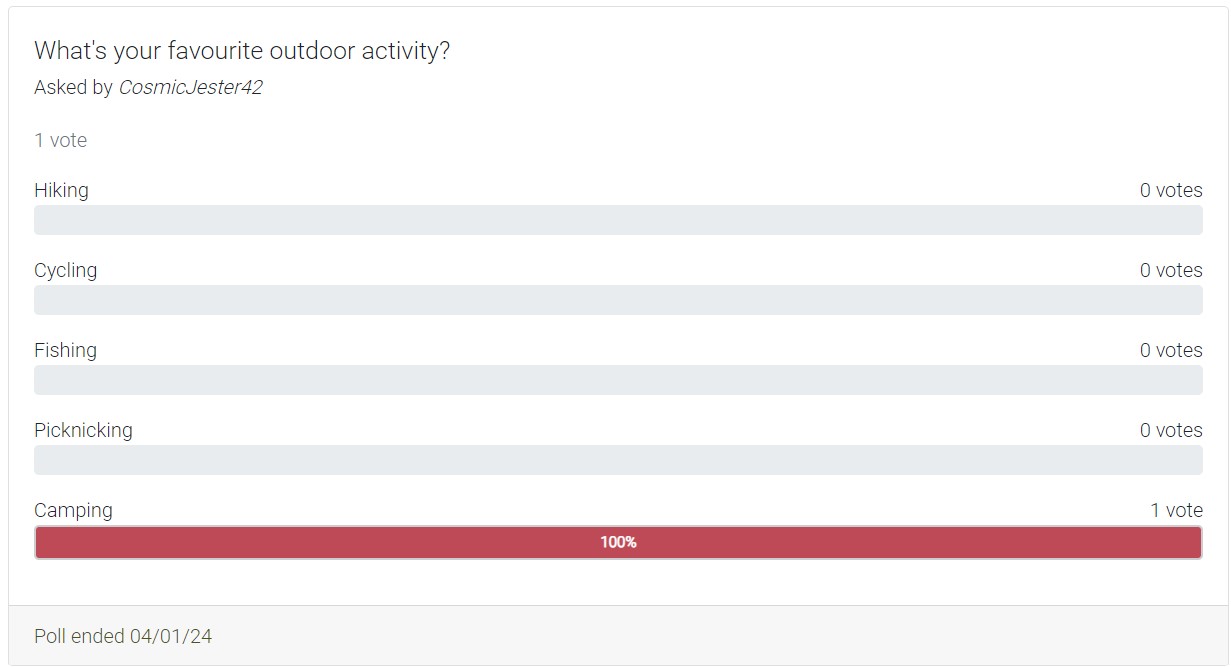 What's your favourite outdoor activity?
Asked by CosmicJester42
1 vote
Hiking 0 votes
Cycling 0 votes
Fishing 0 votes
Picknicking 0 votes
Camping 1 vote
100%
Poll ended 04/01/24